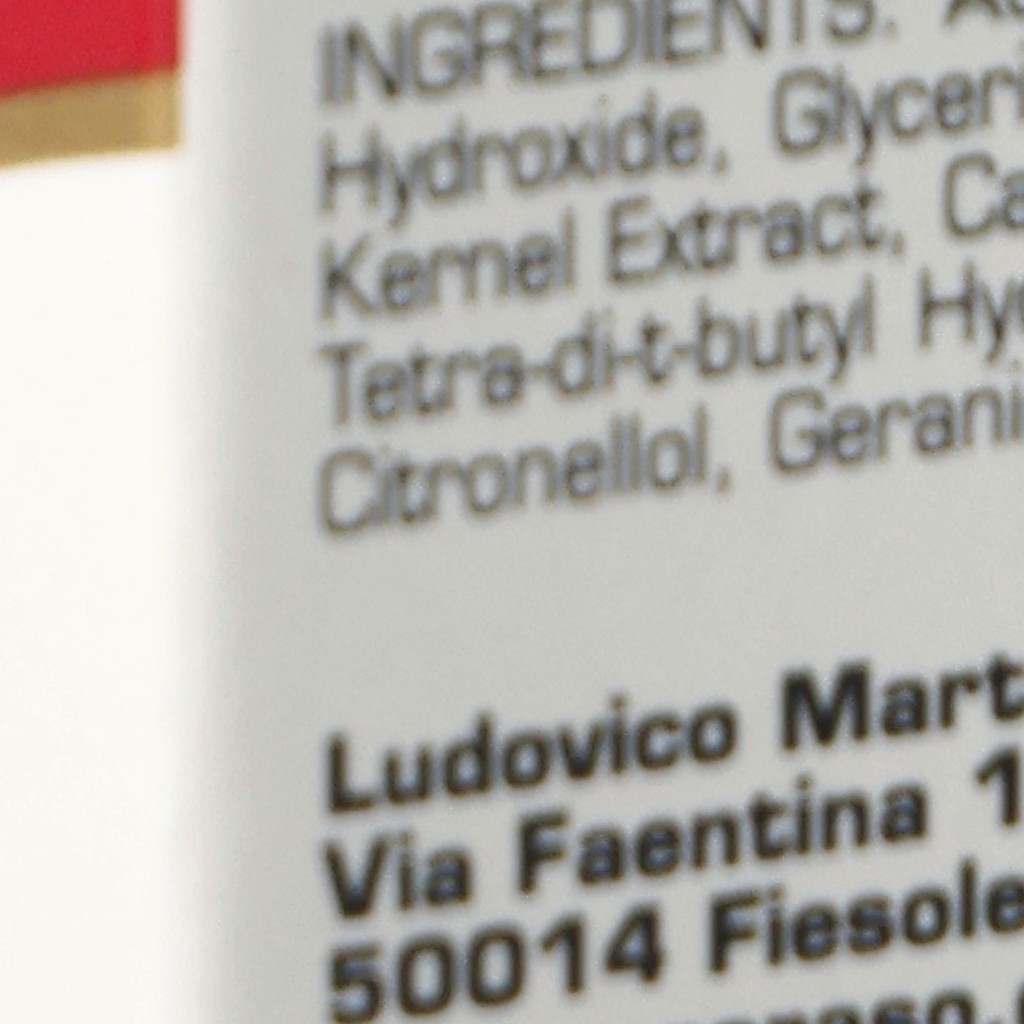 INGREDIENTS:
Hydroxide, Glyceri
Kernel Extract, Ca
Tetra-di-t-butyl Hy
Citronellol, Gerani
Ludovico Mart
Via Faentina 1
50014 Fiesole